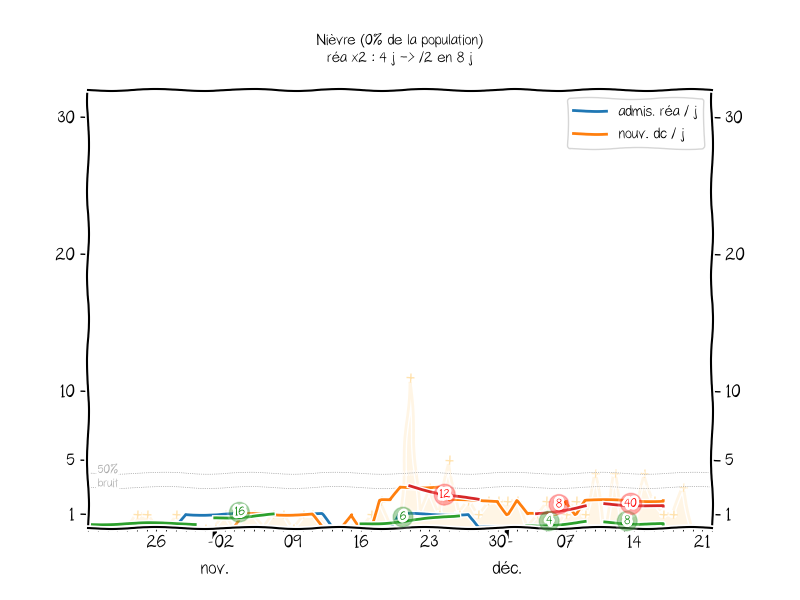 Nièvre (0% de la population)
réa x2 : 4 j -> /2 en 8 j
admis. réa / j
nouv. dc / j
30 30
20 20
10 10
5 5
50%
bruit
1 1
16 6 12 4 8 8 40
26 02 09 16 23 30 07 14 21
nov. déc.